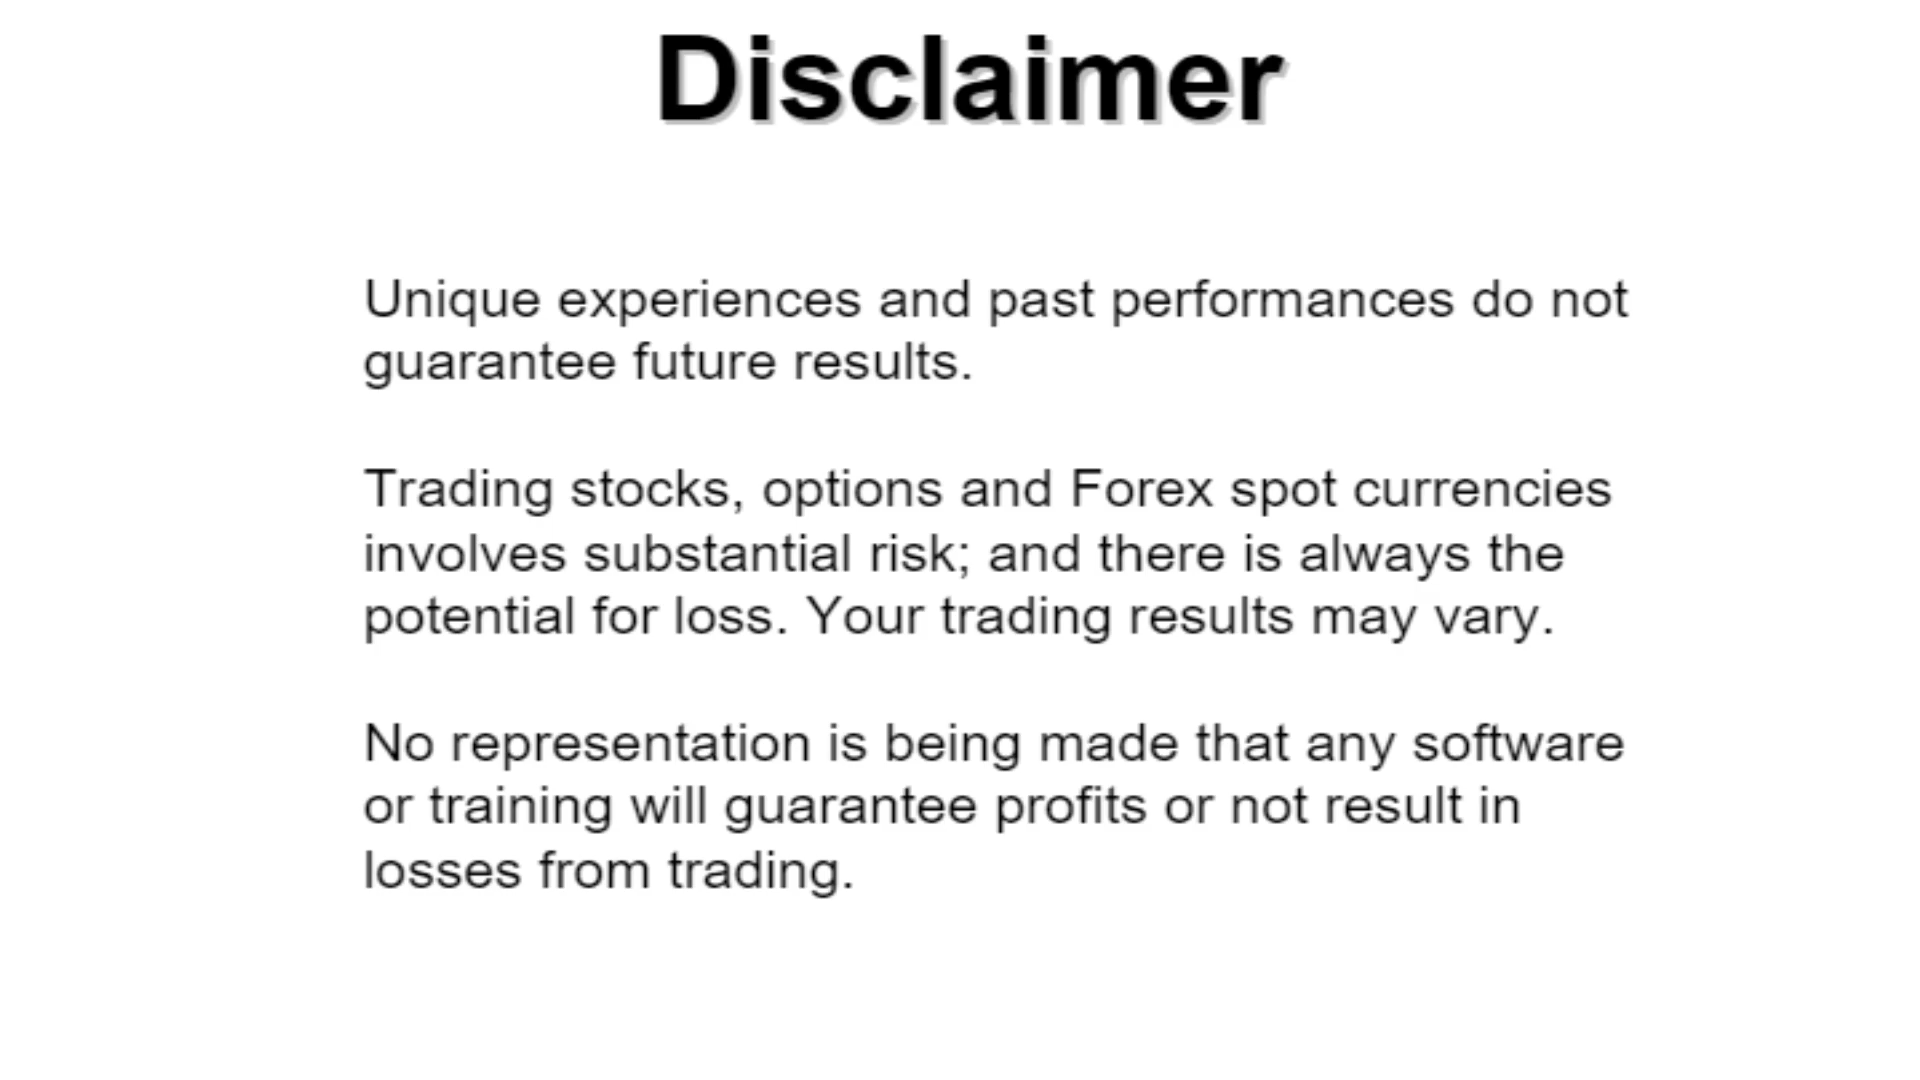 Disclaimer
Unique experiences and past performances do not
guarantee future results.
Trading stocks, options and Forex spot currencies
involves substantial risk; and there is always the
potential for loss. Your trading results may vary.
No representation is being made that any software
or training will guarantee profits or not result in
losses from trading.